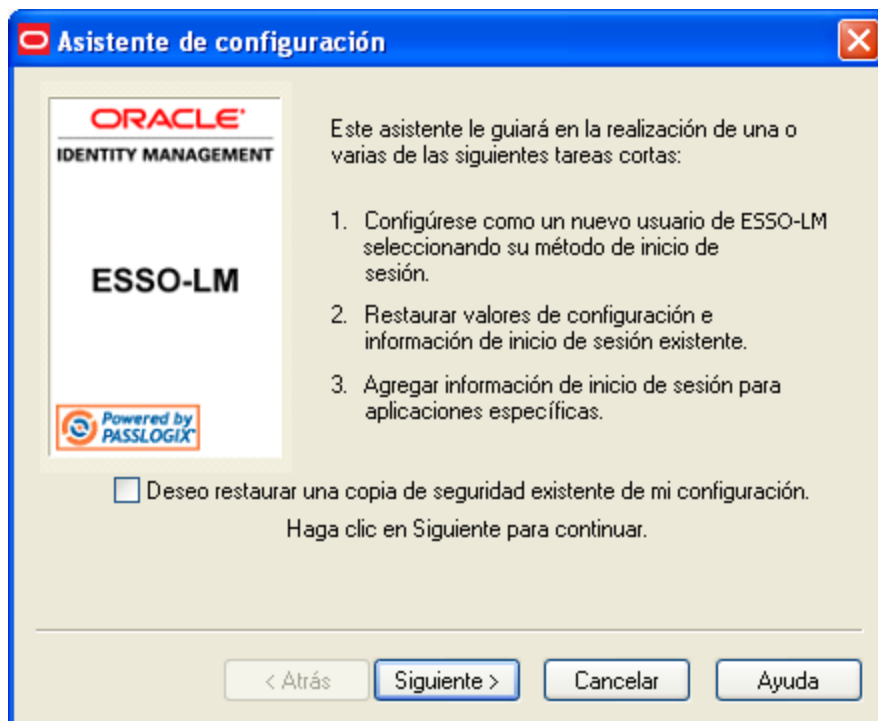 Asistente de configuración
ORACLE
IDENTITY MANAGEMENT
ESSO-LM
Powered by
PASSLOGIX
Este asistente le guiará en la realización de una o
varias de las siguientes tareas cortas:
1. Configúrese como un nuevo usuario de ESSO-LM
seleccionando su método de inicio de
sesión.
2. Restaurar valores de configuración e
información de inicio de sesión existente.
3. Agregar información de inicio de sesión para
aplicaciones específicas.
Deseo restaurar una copia de seguridad existente de mi configuración.
Haga clic en Siguiente para continuar.
< Atrás
Siguiente >
Cancelar
Ayuda